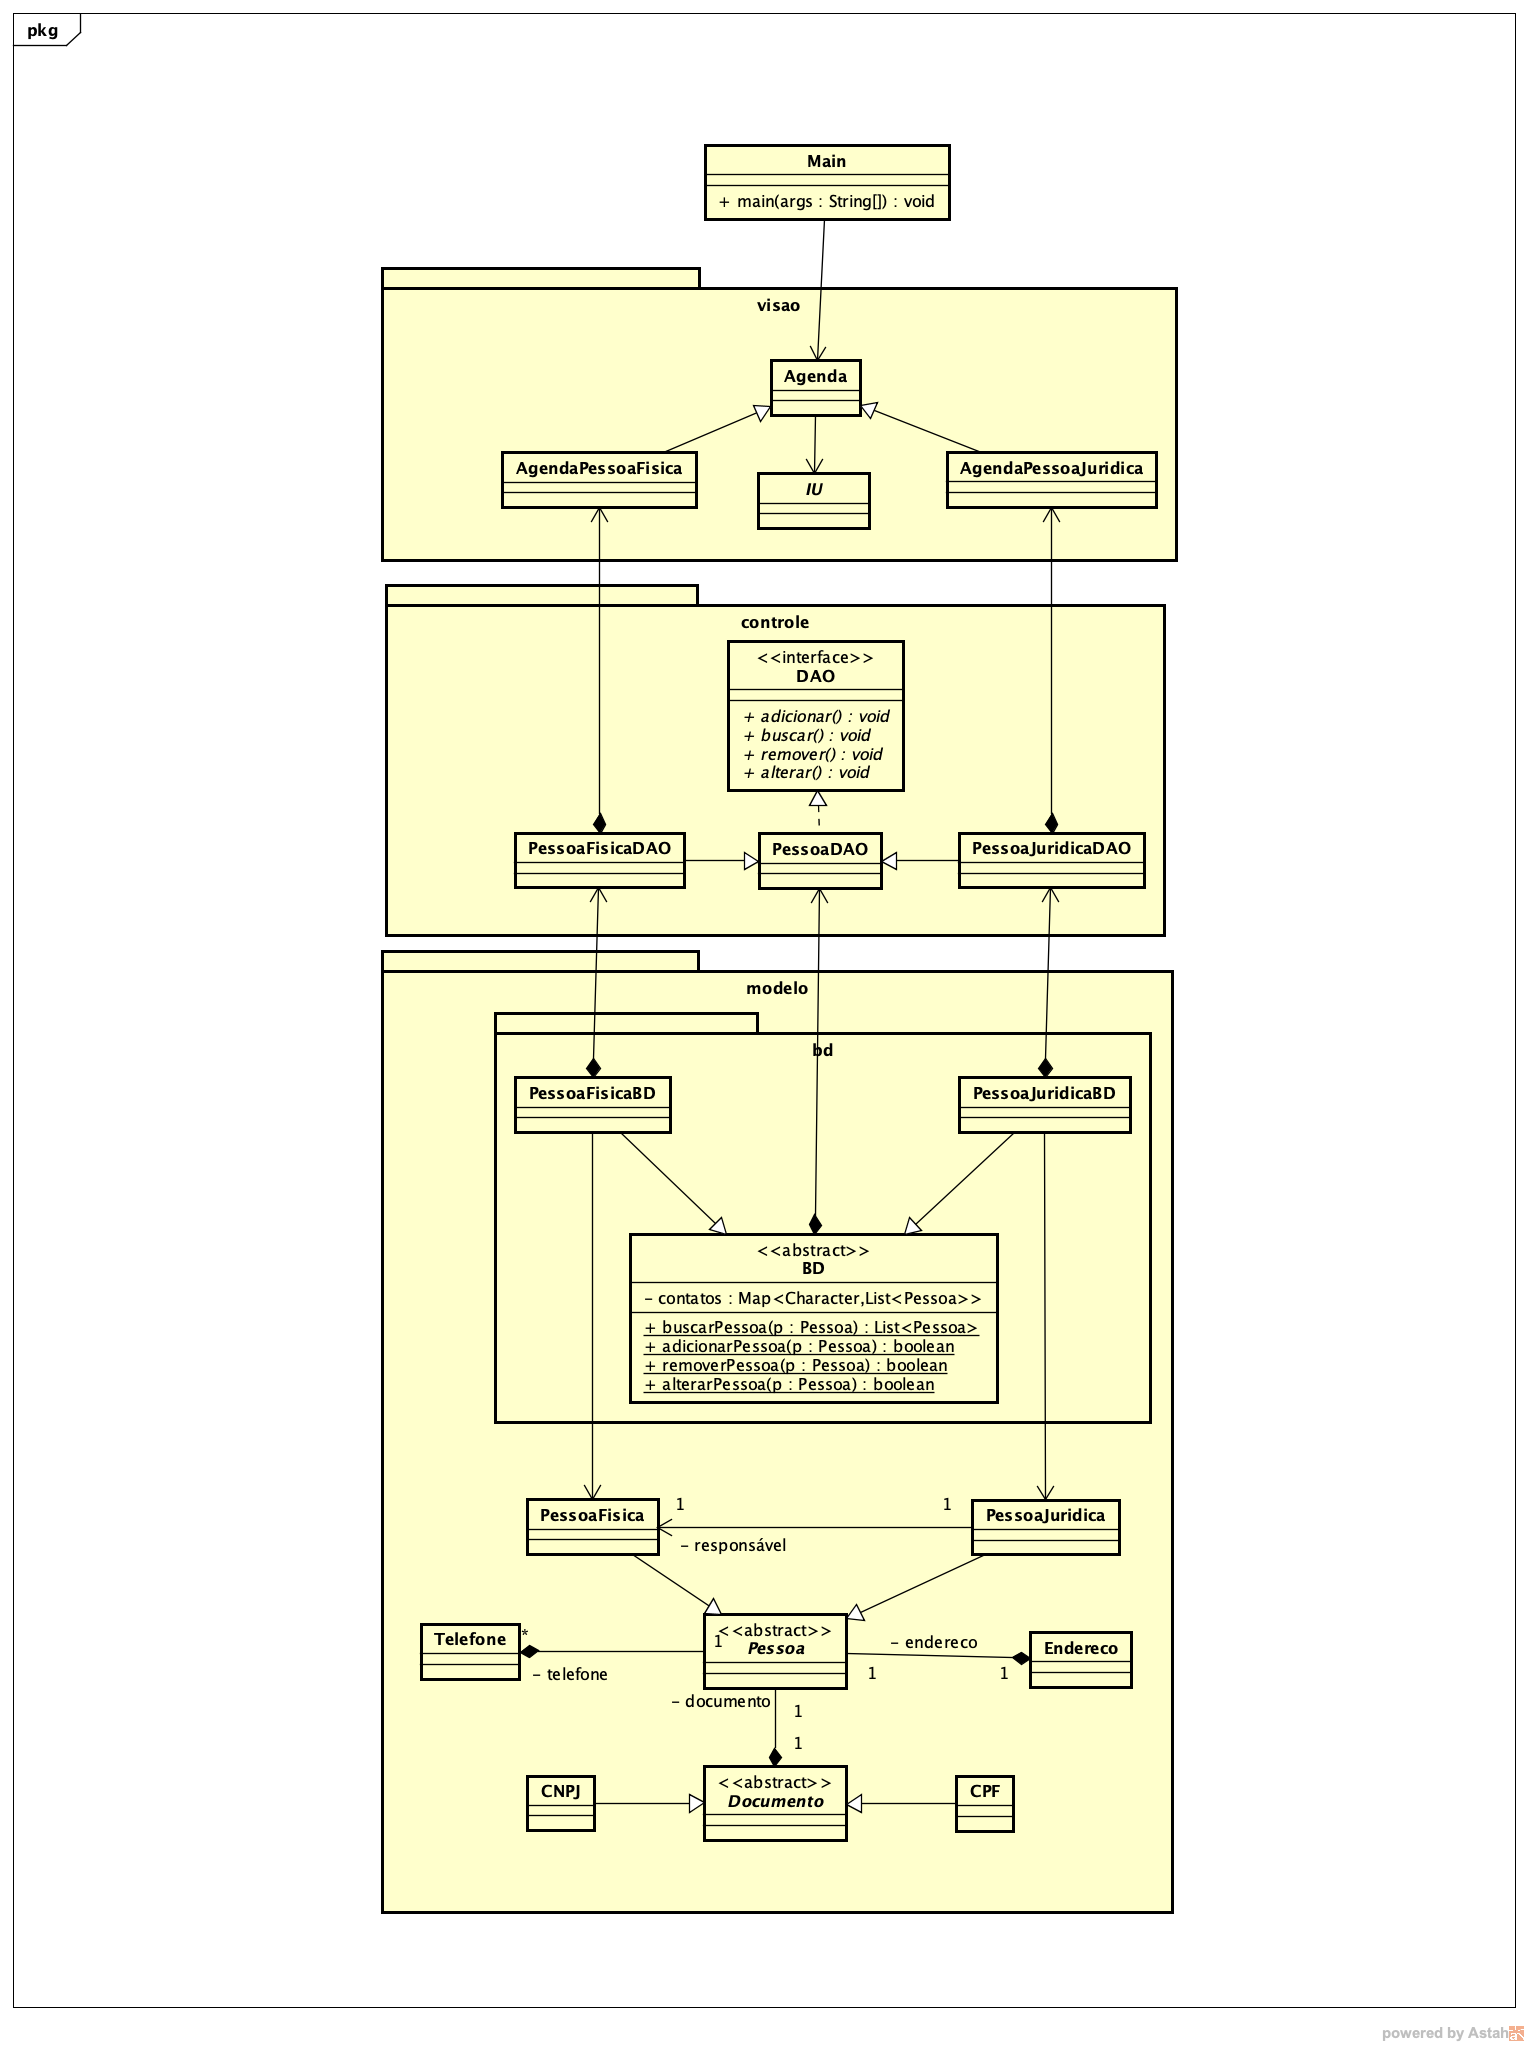 pkg
Main
+ main(args : String[]) : void
visao
Agenda
AgendaPessoaFisica
IU
AgendaPessoaJuridica
controle
<<interface>>
DAO
+ adicionar() : void
+ buscar() : void
+ remover() : void
+ alterar() : void
PessoaFisicaDAO
PessoaDAO
PessoaJuridicaDAO
modelo
bd
PessoaFisicaBD
PessoaJuridicaBD
<<abstract>>
BD
- contatos : Map<Character,List<Pessoa>>
+ buscarPessoa(p : Pessoa) : List<Pessoa>
+ adicionarPessoa(p : Pessoa) : boolean
+ removerPessoa(p : Pessoa) : boolean
+ alterarPessoa(p : Pessoa) : boolean
PessoaFisica
1
1
- responsável
PessoaJuridica
Telefone
*
- telefone
1
<<abstract>>
Pessoa
- endereco
1
1
Endereco
- documento
1
1
CNPJ
<<abstract>>
Documento
CPF
powered by Astah